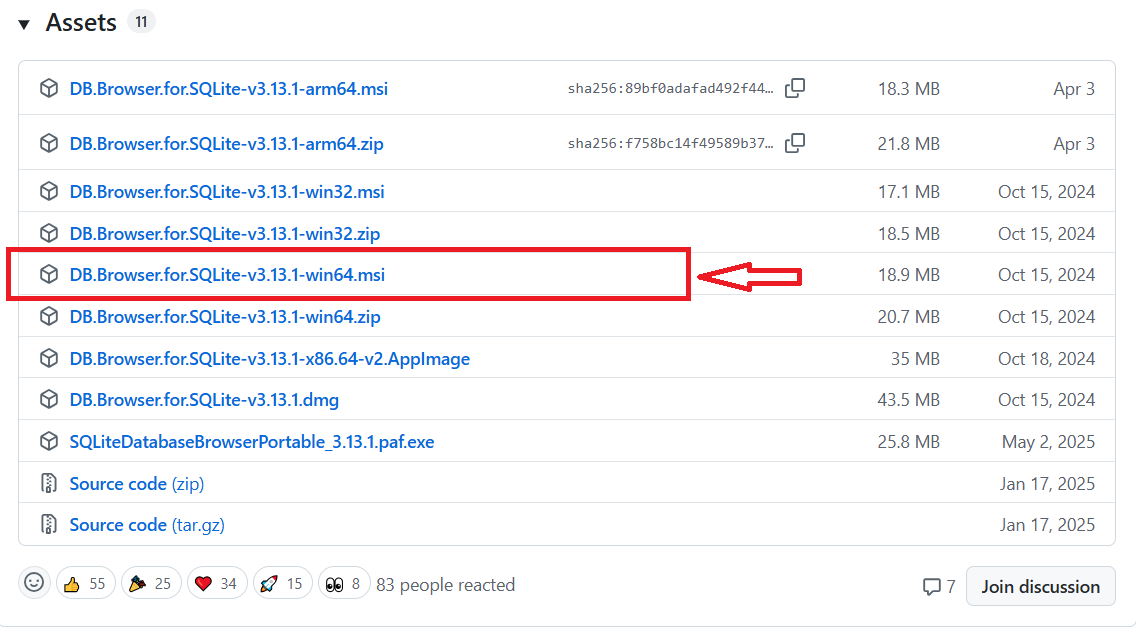 Assets 11
DB.Browser.for.SQLite-v3.13.1-arm64.msi sha256:89bf0adafad492f44… 18.3 MB Apr 3
DB.Browser.for.SQLite-v3.13.1-arm64.zip sha256:f758bc14f49589b37… 21.8 MB Apr 3
DB.Browser.for.SQLite-v3.13.1-win32.msi 17.1 MB Oct 15, 2024
DB.Browser.for.SQLite-v3.13.1-win32.zip 18.5 MB Oct 15, 2024
DB.Browser.for.SQLite-v3.13.1-win64.msi 18.9 MB Oct 15, 2024
DB.Browser.for.SQLite-v3.13.1-win64.zip 20.7 MB Oct 15, 2024
DB.Browser.for.SQLite-v3.13.1-x86.64-v2.AppImage 35 MB Oct 18, 2024
DB.Browser.for.SQLite-v3.13.1.dmg 43.5 MB Oct 15, 2024
SQLiteDatabaseBrowserPortable_3.13.1.paf.exe 25.8 MB May 2, 2025
Source code (zip) Jan 17, 2025
Source code (tar.gz) Jan 17, 2025
55 25 34 15 8 83 people reacted 7 Join discussion